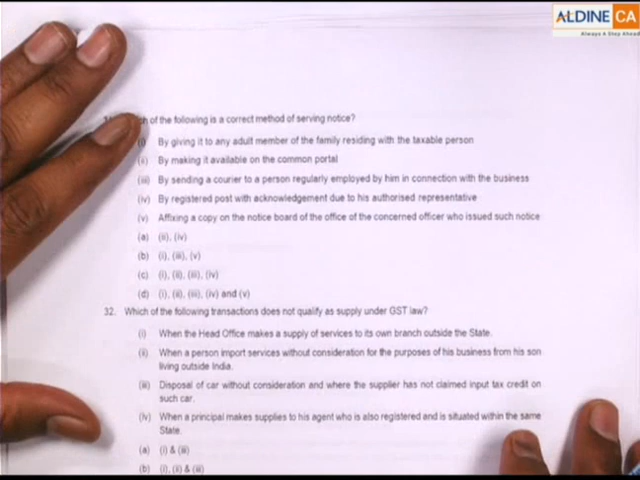 ALDINE CA
Always A Step Ahead
of the following is a correct method of serving notice?
(i) By giving it to any adult member of the family residing with the taxable person
(ii) By making it available on the common portal
(iii) By sending a courier to a person regularly employed by him in connection with the business
(iv) By registered post with acknowledgement due to his authorised representative
(v) Affixing a copy on the notice board of the office of the concerned officer who issued such notice
(a) (ii), (iv)
(b) (i), (iii), (v)
(c) (i), (ii), (iii), (iv)
(d) (i), (ii), (iii), (iv) and (v)
32. Which of the following transactions does not qualify as supply under GST law?
(i) When the Head Office makes a supply of services to its own branch outside the State.
(ii) When a person import services without consideration for the purposes of his business from his son
living outside India.
(iii) Disposal of car without consideration and where the supplier has not claimed input tax credit on
such car.
(iv) When a principal makes supplies to his agent who is also registered and is situated within the same
State.
(a) (i) & (iii)
(b) (i), (ii) & (iii)